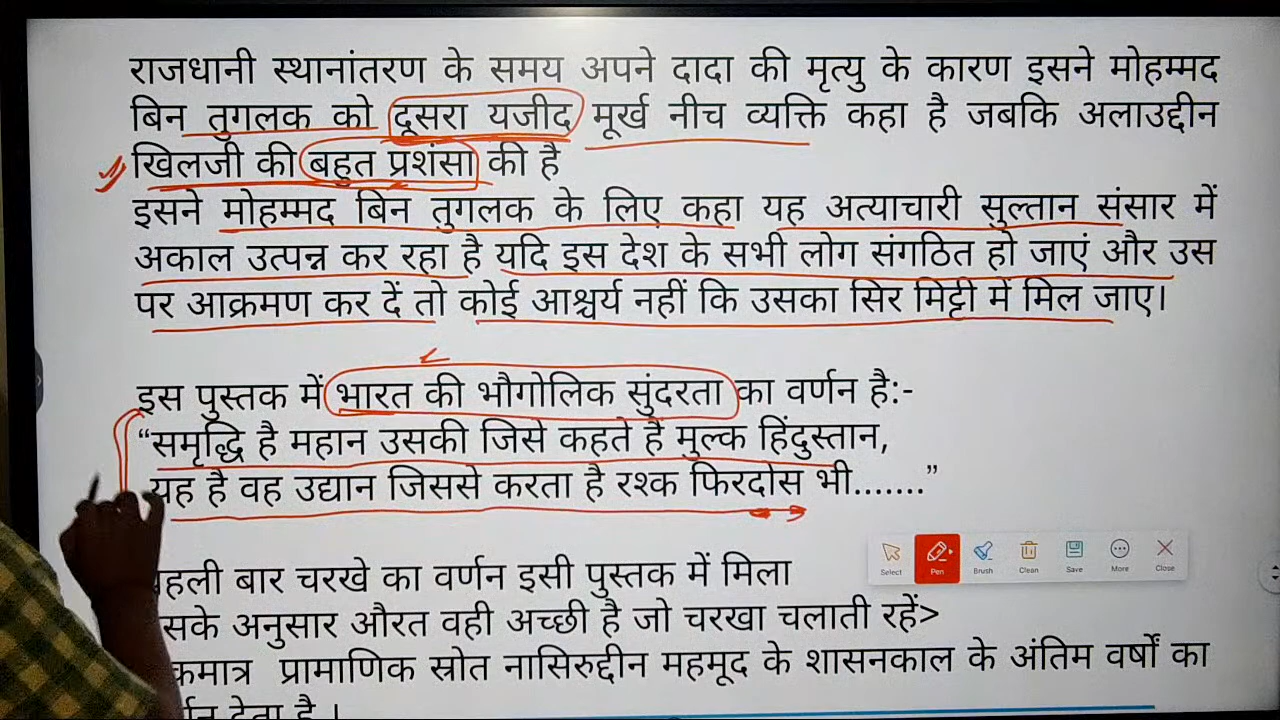 राजधानी स्थानांतरण के समय अपने दादा की मृत्यु के कारण इसने मोहम्मद
बिन तुगलक को दूसरा यजीद मूर्ख नीच व्यक्ति कहा है जबकि अलाउद्दीन
खिलजी की बहुत प्रशंसा की है
इसने मोहम्मद बिन तुगलक के लिए कहा यह अत्याचारी सुल्तान संसार में
अकाल उत्पन्न कर रहा है यदि इस देश के सभी लोग संगठित हो जाएं और उस
पर आक्रमण कर दें तो कोई आश्चर्य नहीं कि उसका सिर मिट्टी में मिल जाए।
इस पुस्तक में भारत की भौगोलिक सुंदरता का वर्णन है:-
“समृद्धि है महान उसकी जिसे कहते हैं मुल्क हिंदुस्तान,
यह है वह उद्यान जिससे करता है रश्क फिरदोस भी.......”
Select Pen Brush Clean Save More Close
बार चरखे का वर्णन इसी पुस्तक में मिला
अनुसार औरत वही अच्छी है जो चरखा चलाती रहें>
प्रामाणिक स्रोत नासिरुद्दीन महमूद के शासनकाल के अंतिम वर्षों का
देता है।